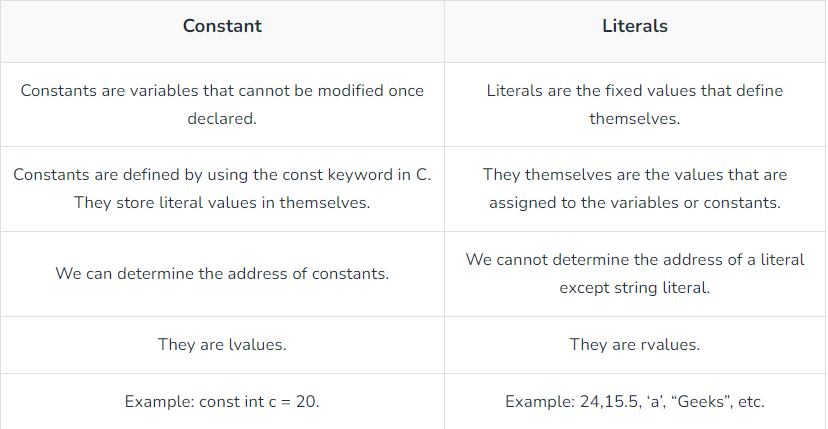 Constant
Literals
Constants are variables that cannot be modified once
declared.
Literals are the fixed values that define
themselves.
Constants are defined by using the const keyword in C.
They store literal values in themselves.
They themselves are the values that are
assigned to the variables or constants.
We can determine the address of constants.
We cannot determine the address of a literal
except string literal.
They are lvalues.
They are rvalues.
Example: const int c = 20.
Example: 24,15.5, ‘a’, “Geeks”, etc.